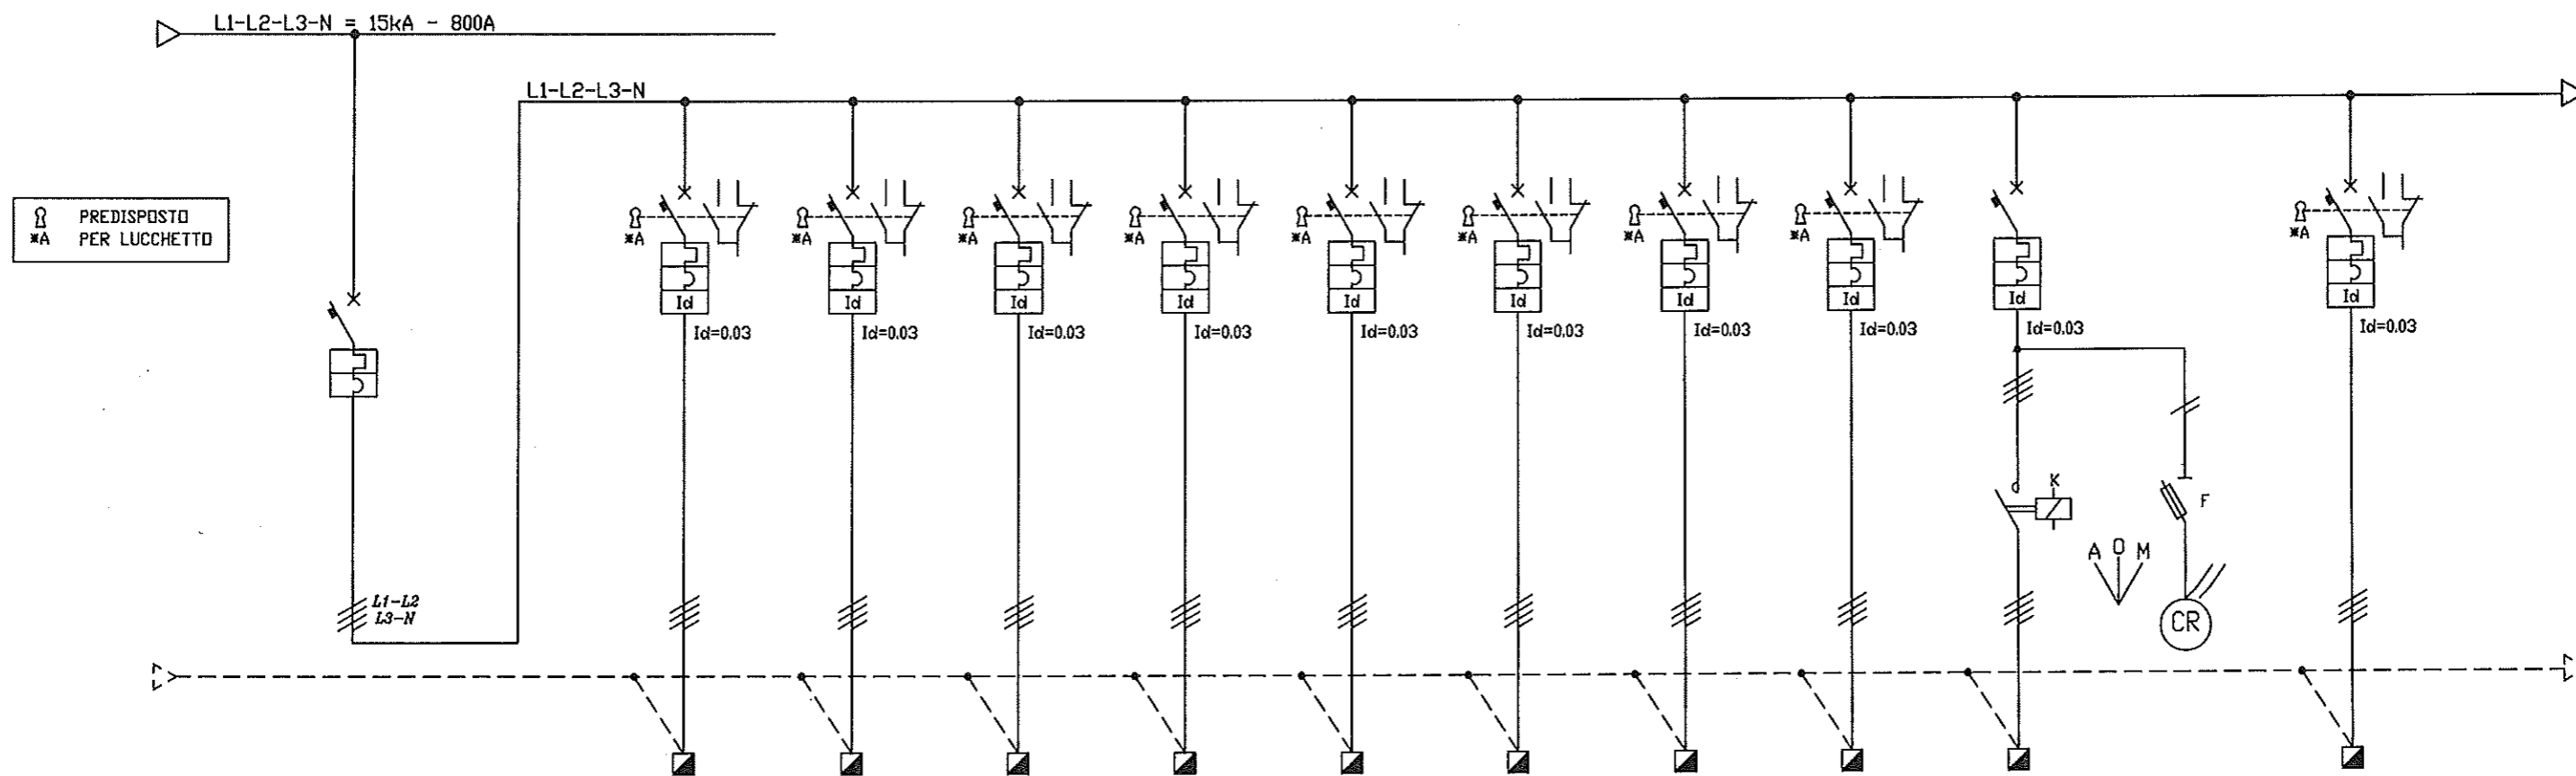 L1-L2-L3-N = 15kA - 800A
L1-L2-L3-N
PREDISPOSTO
*A PER LUCCHETTO
*A
*A
*A
*A
*A
*A
*A
*A
*A
Id
Id
Id
Id
Id
Id
Id
Id
Id
Id
Id=0.03
Id=0.03
Id=0.03
Id=0.03
Id=0.03
Id=0.03
Id=0.03
Id=0.03
Id=0.03
Id=0.03
K
F
A 0 M
L1-L2
L3-N
CR